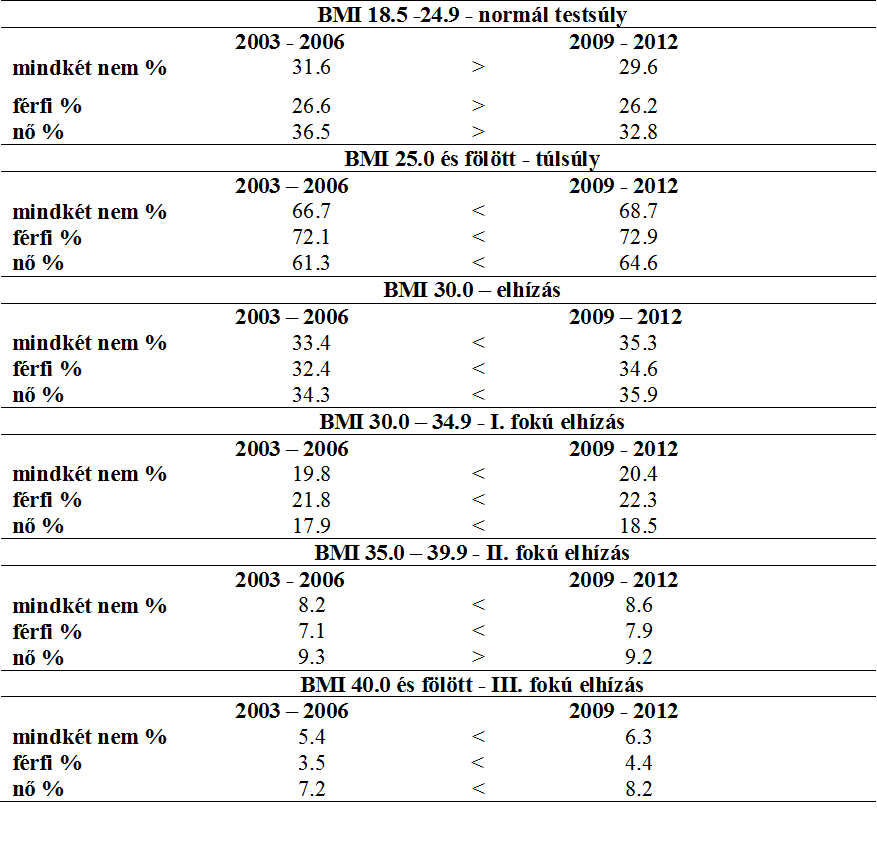 BMI 18.5 -24.9 - normál testsúly
2003 - 2006 2009 - 2012
mindkét nem % 31.6 > 29.6
férfi % 26.6 > 26.2
nő % 36.5 > 32.8
BMI 25.0 és fölött - túlsúly
2003 – 2006 2009 - 2012
mindkét nem % 66.7 < 68.7
férfi % 72.1 < 72.9
nő % 61.3 < 64.6
BMI 30.0 – elhízás
2003 – 2006 2009 – 2012
mindkét nem % 33.4 < 35.3
férfi % 32.4 < 34.6
nő % 34.3 < 35.9
BMI 30.0 – 34.9 - I. fokú elhízás
2003 – 2006 2009 - 2012
mindkét nem % 19.8 < 20.4
férfi % 21.8 < 22.3
nő % 17.9 < 18.5
BMI 35.0 – 39.9 - II. fokú elhízás
2003 - 2006 2009 - 2012
mindkét nem % 8.2 < 8.6
férfi % 7.1 < 7.9
nő % 9.3 > 9.2
BMI 40.0 és fölött - III. fokú elhízás
2003 – 2006 2009 - 2012
mindkét nem % 5.4 < 6.3
férfi % 3.5 < 4.4
nő % 7.2 < 8.2